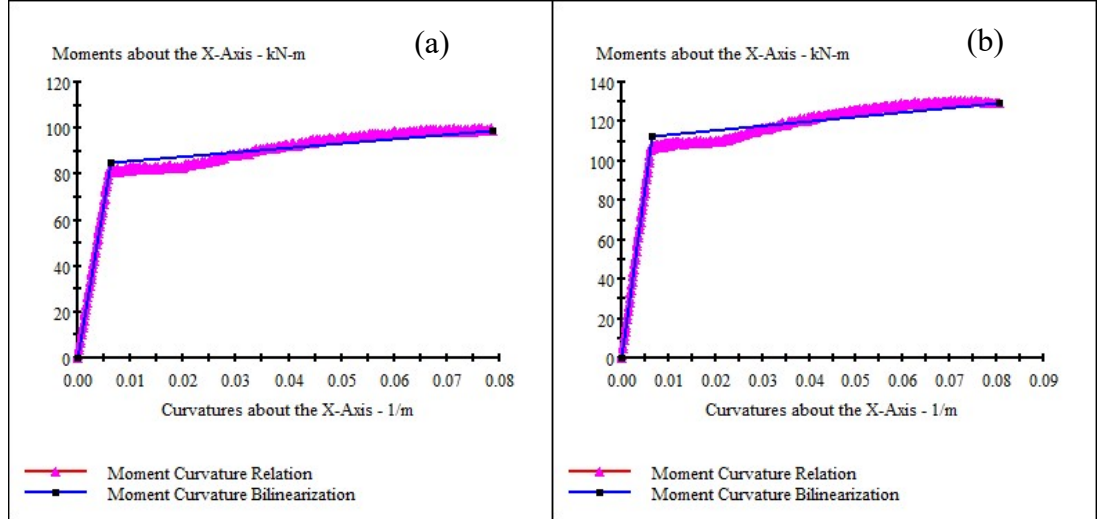 (a)
Moments about the X-Axis - kN-m
120
100
80
60
40
20
0
0.00 0.01 0.02 0.03 0.04 0.05 0.06 0.07 0.08
Curvatures about the X-Axis - 1/m
Moment Curvature Relation
Moment Curvature Bilinearization
(b)
Moments about the X-Axis - kN-m
140
120
100
80
60
40
20
0
0.00 0.01 0.02 0.03 0.04 0.05 0.06 0.07 0.08 0.09
Curvatures about the X-Axis - 1/m
Moment Curvature Relation
Moment Curvature Bilinearization